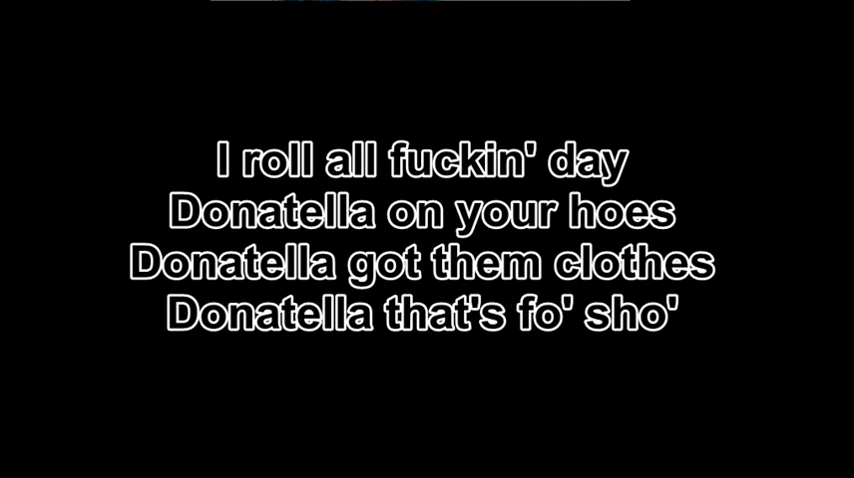 I roll all fuckin' day
Donatella on your hoes
Donatella got them clothes
Donatella that's fo' sho'